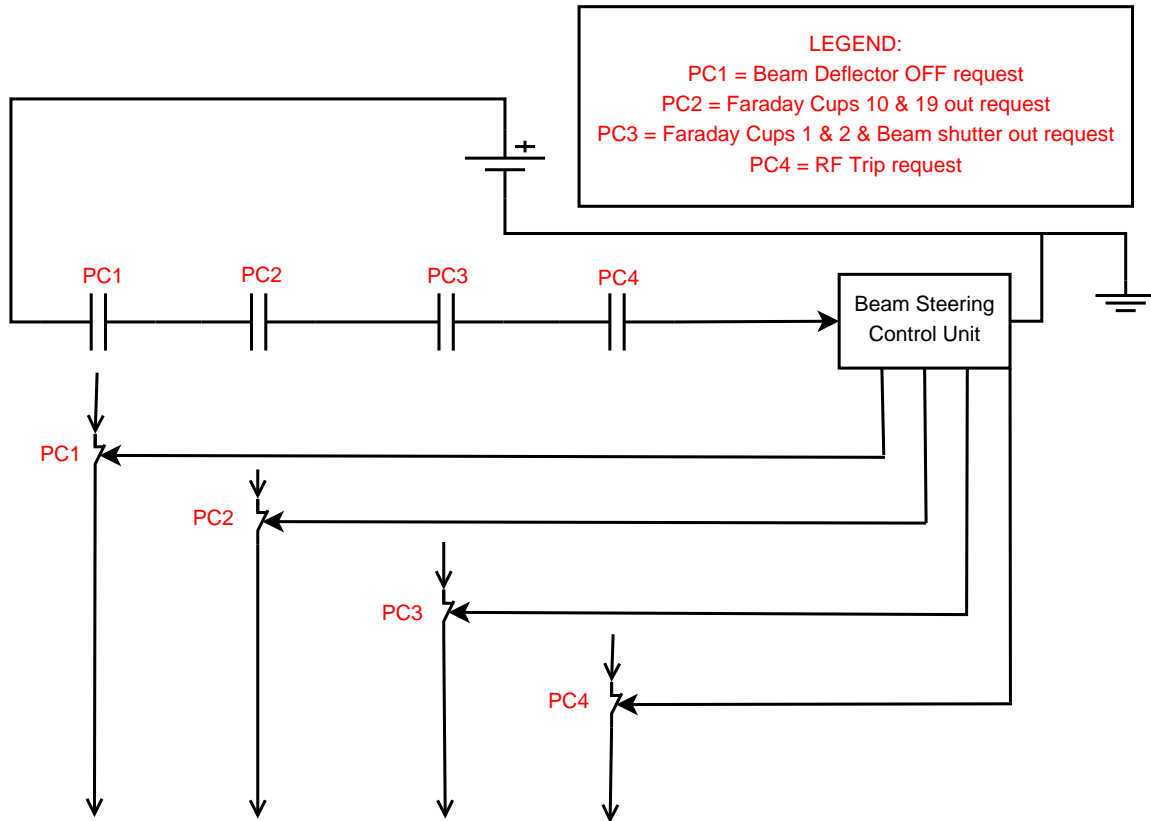 LEGEND:
PC1 = Beam Deflector OFF request
PC2 = Faraday Cups 10 & 19 out request
PC3 = Faraday Cups 1 & 2 & Beam shutter out request
PC4 = RF Trip request
+
PC1
PC2
PC3
PC4
Beam Steering
Control Unit
PC1
PC2
PC3
PC4